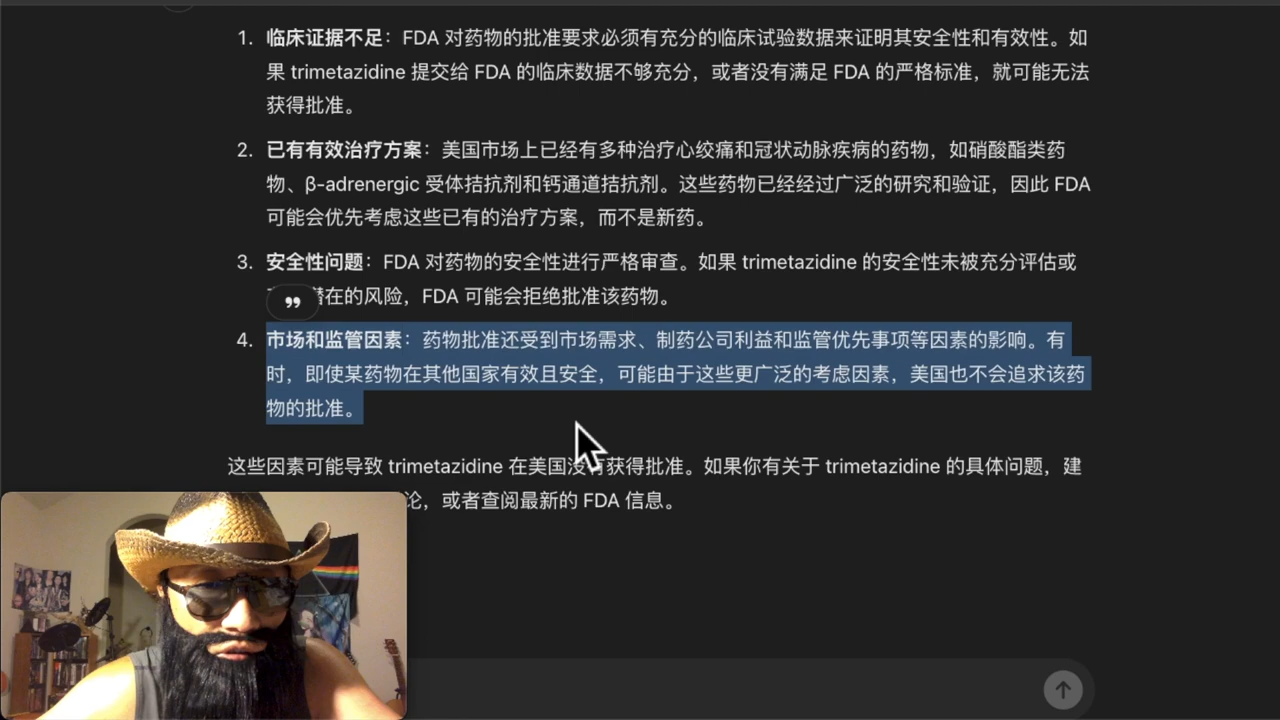 1. 临床证据不足：FDA 对药物的批准要求必须有充分的临床试验数据来证明其安全性和有效性。如
果 trimetazidine 提交给 FDA 的临床数据不够充分，或者没有满足 FDA 的严格标准，就可能无法
获得批准。
2. 已有有效治疗方案：美国市场上已经有多种治疗心绞痛和冠状动脉疾病的药物，如硝酸酯类药
物、β-adrenergic 受体拮抗剂和钙通道拮抗剂。这些药物已经经过广泛的研究和验证，因此 FDA
可能会优先考虑这些已有的治疗方案，而不是新药。
3. 安全性问题：FDA 对药物的安全性进行严格审查。如果 trimetazidine 的安全性未被充分评估或
潜在的风险，FDA 可能会拒绝批准该药物。
4. 市场和监管因素：药物批准还受到市场需求、制药公司利益和监管优先事项等因素的影响。有
时，即使某药物在其他国家有效且安全，可能由于这些更广泛的考虑因素，美国也不会追求该药
物的批准。
这些因素可能导致 trimetazidine 在美国没有获得批准。如果你有关于 trimetazidine 的具体问题，建
论，或者查阅最新的 FDA 信息。